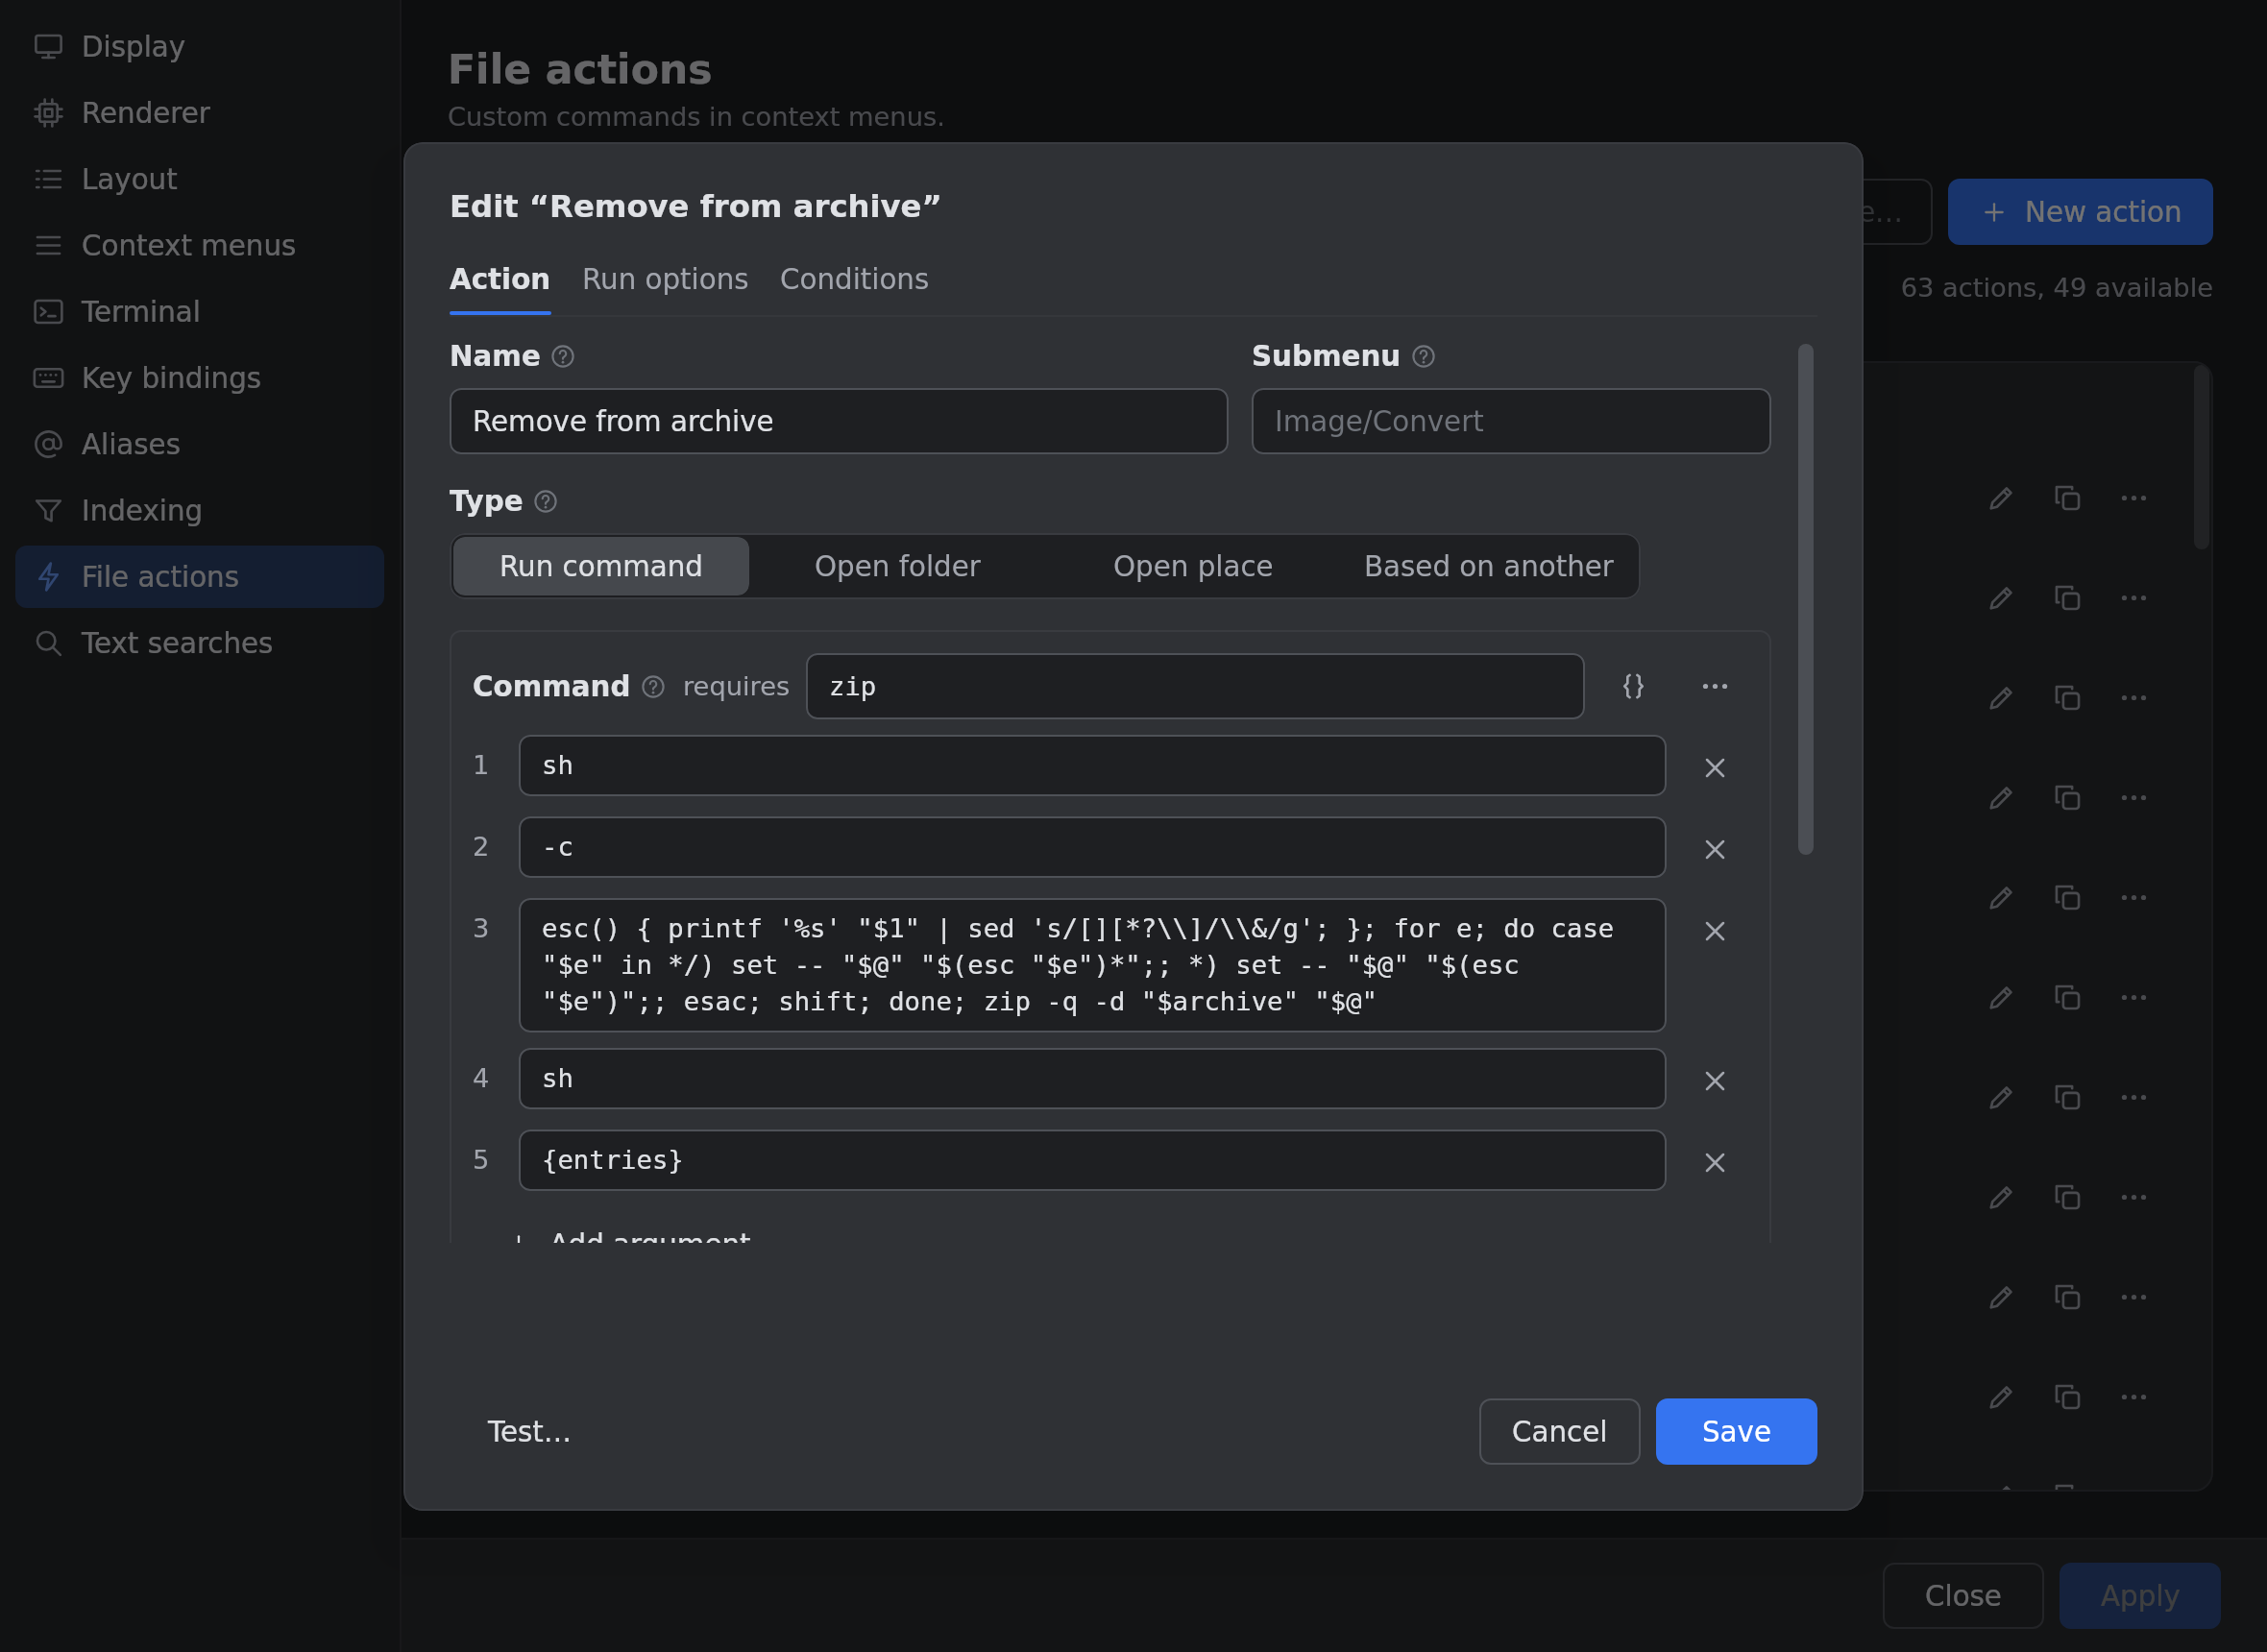 Display
Renderer
Layout
Context menus
Terminal
Key bindings
Aliases
Indexing
File actions
Text searches
File actions
Custom commands in context menus.
New action
63 actions, 49 available
Edit “Remove from archive”
Action Run options Conditions
Name Submenu
Remove from archive Image/Convert
Type
Run command Open folder Open place Based on another
Command requires zip {}
1 sh
2 -c
3 esc() { printf '%s' "$1" | sed 's/[][*?\\]/\\&/g'; }; for e; do case
"$e" in */) set -- "$@" "$(esc "$e")*";; *) set -- "$@" "$(esc
"$e")";; esac; shift; done; zip -q -d "$archive" "$@"
4 sh
5 {entries}
Add argument
Test...
Cancel Save
Close Apply